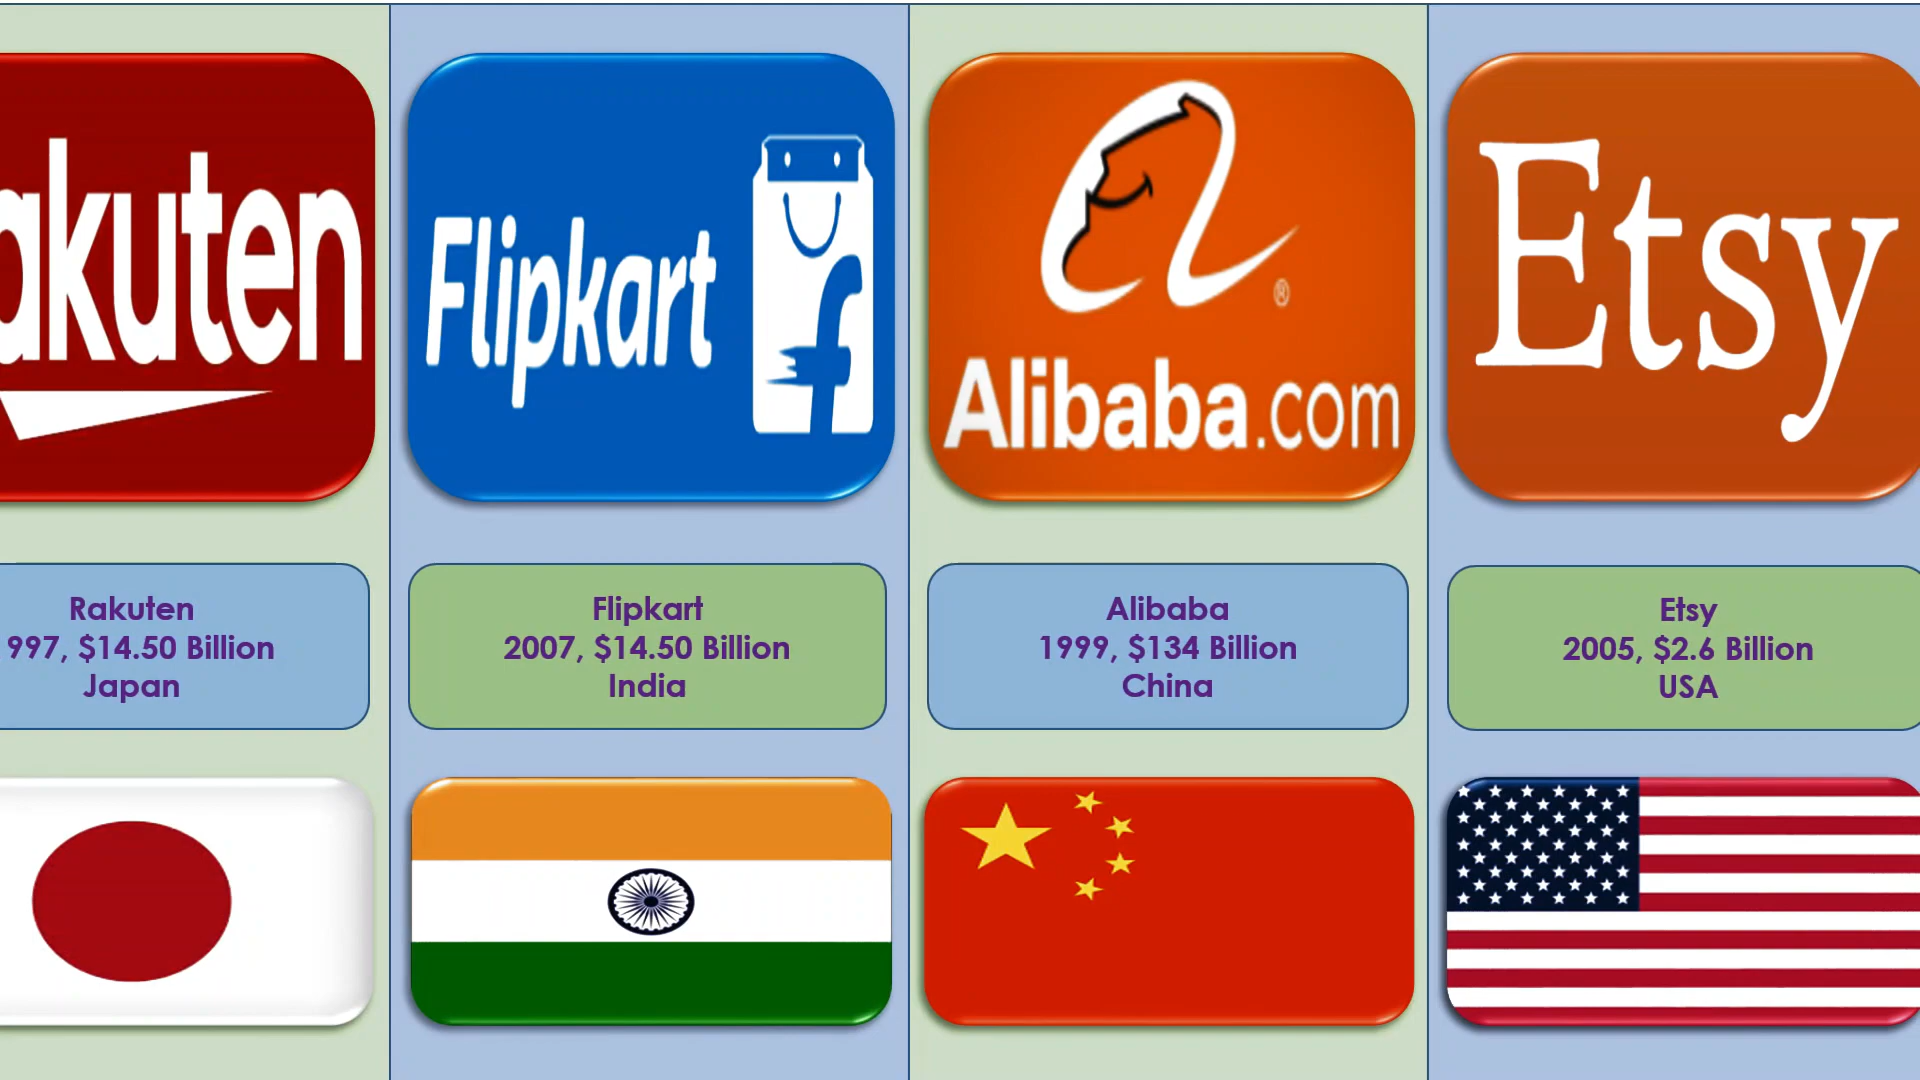 akuten
Flipkart
f
®
Alibaba.com
Etsy
Rakuten
997, $14.50 Billion
Japan
Flipkart
2007, $14.50 Billion
India
Alibaba
1999, $134 Billion
China
Etsy
2005, $2.6 Billion
USA